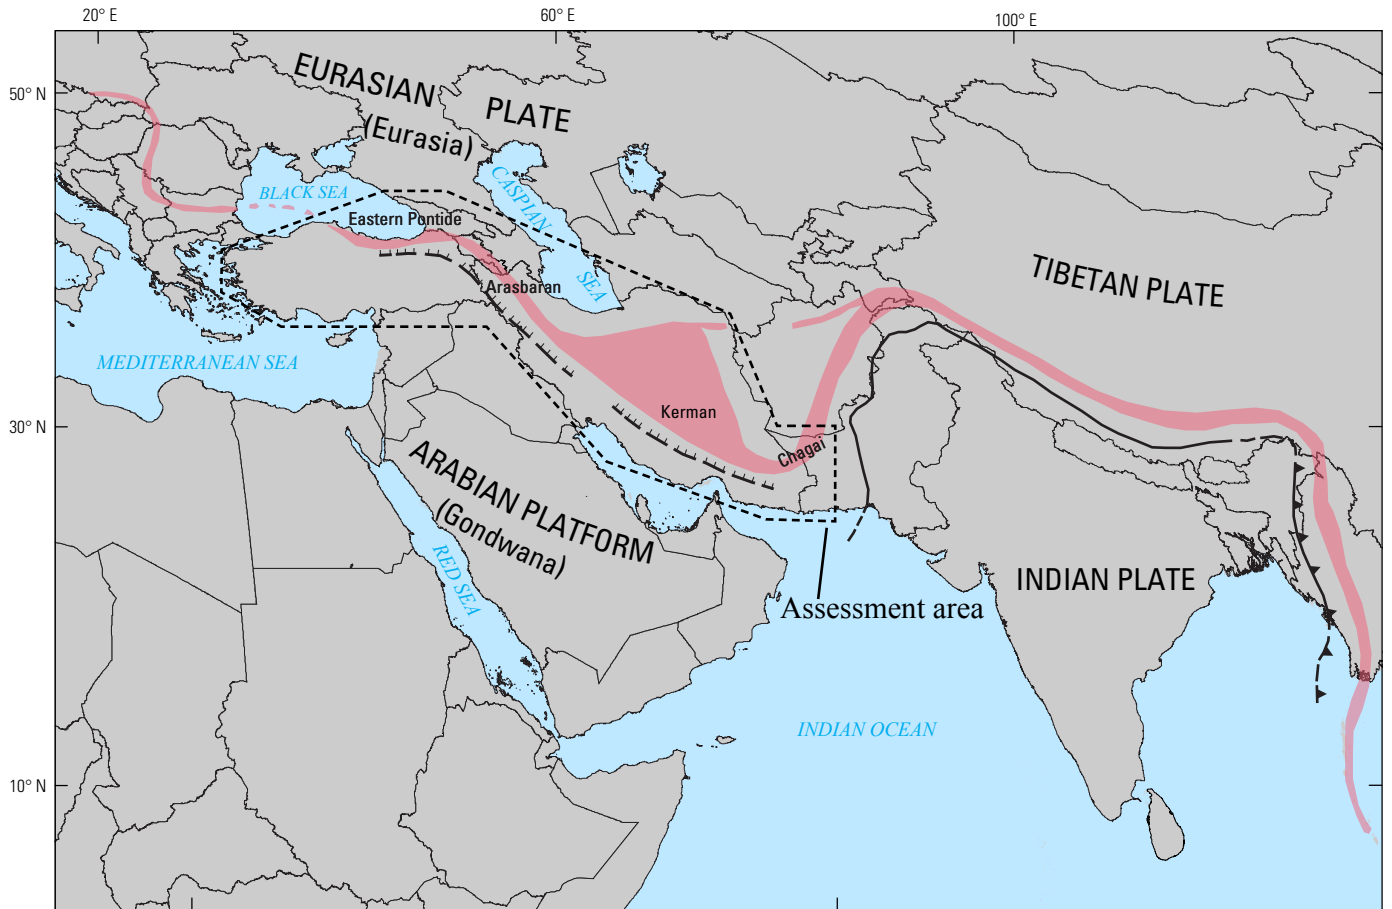 20° E
60° E
100° E
50° N
30° N
10° N
EURASIAN
PLATE
(Eurasia)
BLACK SEA
CASPIAN
SEA
Eastern Pontide
Arasbaran
TIBETAN PLATE
MEDITERRANEAN SEA
Kerman
Chagai
ARABIAN PLATFORM
(Gondwana)
RED SEA
INDIAN PLATE
Assessment area
INDIAN OCEAN